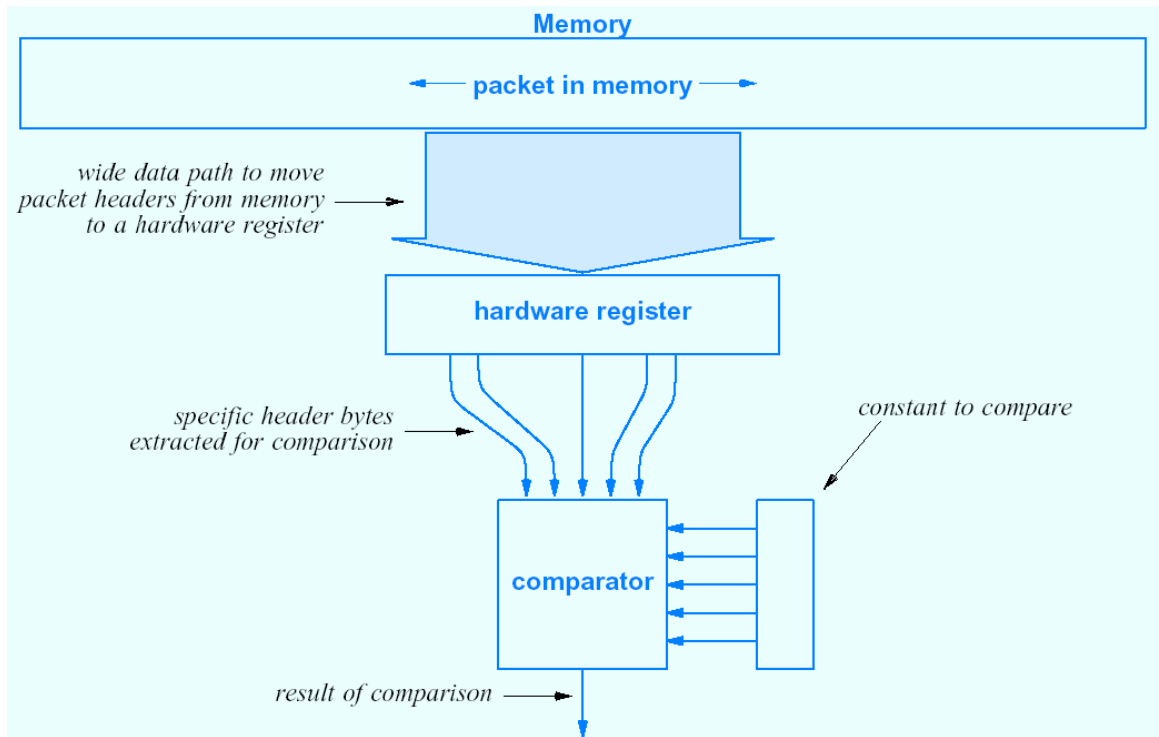 Memory
packet in memory
wide data path to move
packet headers from memory
to a hardware register
hardware register
specific header bytes
extracted for comparison
constant to compare
comparator
result of comparison